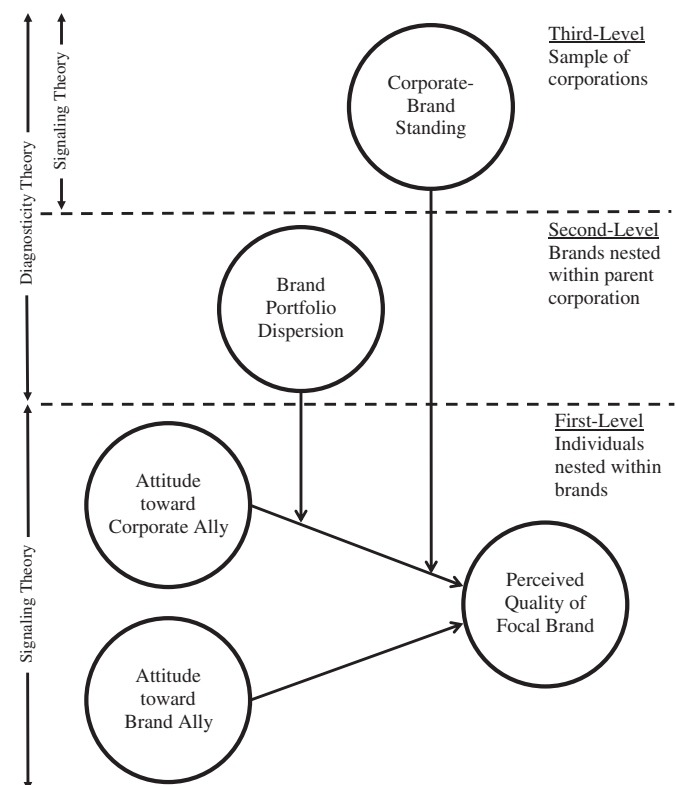 Third-Level
Sample of
corporations
Corporate-
Brand
Standing
Signaling Theory
Diagnosticity Theory
Second-Level
Brands nested
within parent
corporation
Brand
Portfolio
Dispersion
First-Level
Individuals
nested within
brands
Attitude
toward
Corporate Ally
Perceived
Quality of
Focal Brand
Signaling Theory
Attitude
toward
Brand Ally